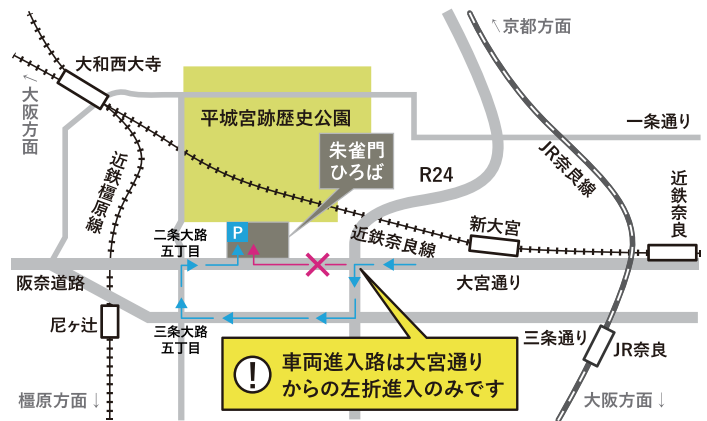 ↑京都方面
大和西大寺
←大阪方面
平城宮跡歴史公園
一条通り
朱雀門
ひろば
JR奈良線
R24
近鉄橿原線
近鉄奈良
新大宮
P
近鉄奈良線
二条大路
五丁目
阪奈道路
大宮通り
尼ヶ辻
三条大路
五丁目
三条通り
JR奈良
!
車両進入路は大宮通り
からの左折進入のみです
橿原方面↓
大阪方面↓